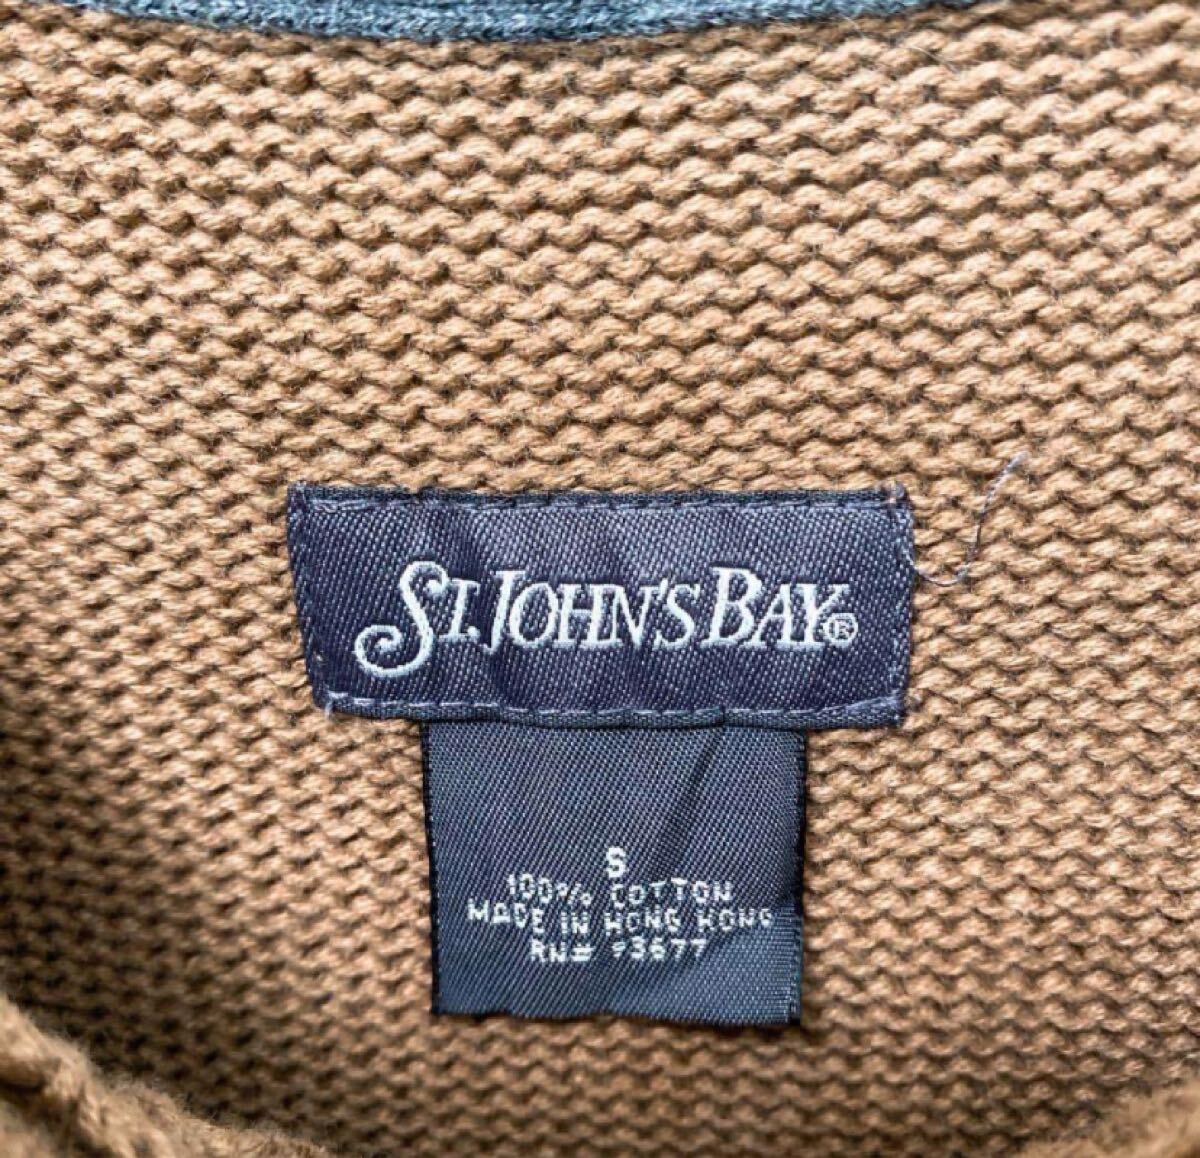 ST. JOHN'S BAY®
S
100% COTTON
MADE IN HONG KONG
RN# 93677